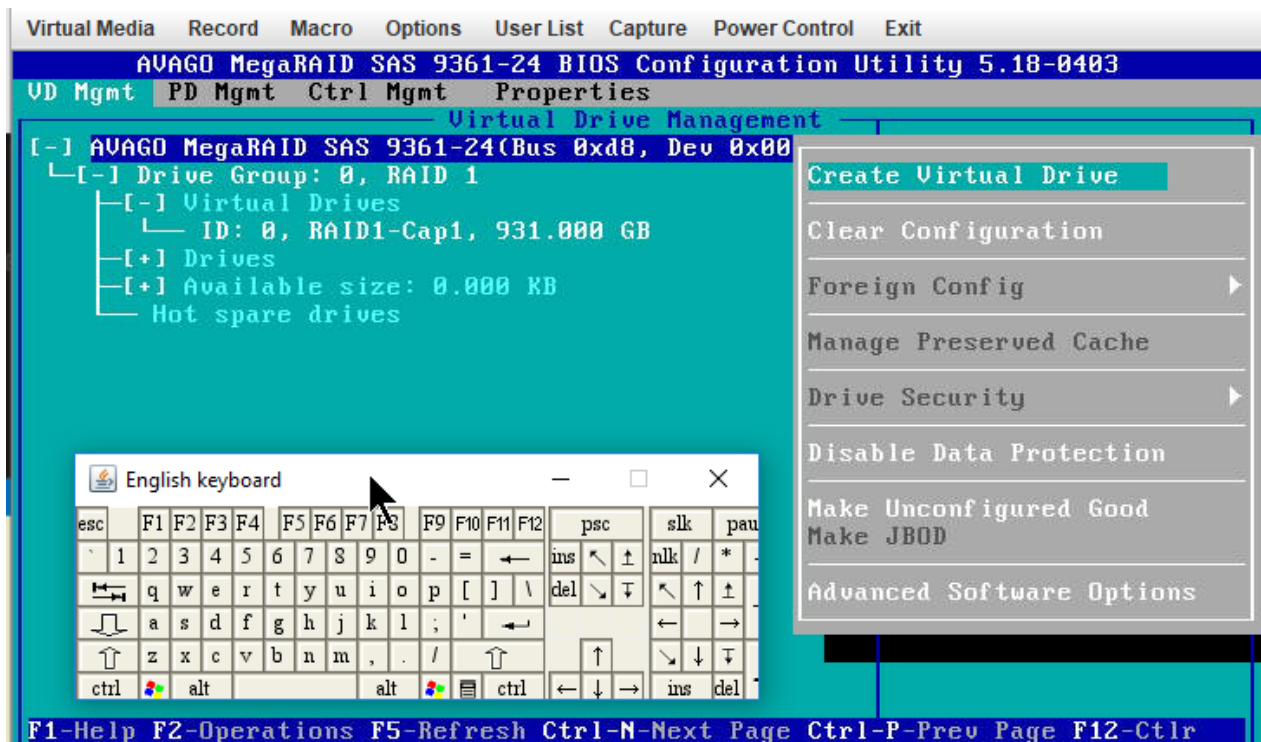 Virtual Media Record Macro Options User List Capture Power Control Exit
AVAGO MegaRAID SAS 9361-24 BIOS Configuration Utility 5.18-0403
VD Mgmt PD Mgmt Ctrl Mgmt Properties
Virtual Drive Management
[-] AVAGO MegaRAID SAS 9361-24(Bus 0xd8, Dev 0x00
[-] Drive Group: 0, RAID 1
[-] Virtual Drives
ID: 0, RAID1-Cap1, 931.000 GB
[+] Drives
[+] Available size: 0.000 KB
Hot spare drives
Create Virtual Drive
Clear Configuration
Foreign Config
Manage Preserved Cache
Drive Security
Disable Data Protection
Make Unconfigured Good
Make JBOD
Advanced Software Options
English keyboard
esc F1 F2 F3 F4 F5 F6 F7 F8 F9 F10 F11 F12 psc slk pau
` 1 2 3 4 5 6 7 8 9 0 - = ← ins ↖ ↥ nlk / *
q w e r t y u i o p [ ] \ del ↘ ↧ ↖ ↑ ↥
a s d f g h j k l ; ' ← →
z x c v b n m , . / ↑ ↘ ↓ ↧
ctrl alt alt ctrl ← ↓ → ins del
F1-Help F2-Operations F5-Refresh Ctrl-N-Next Page Ctrl-P-Prev Page F12-Ctlr